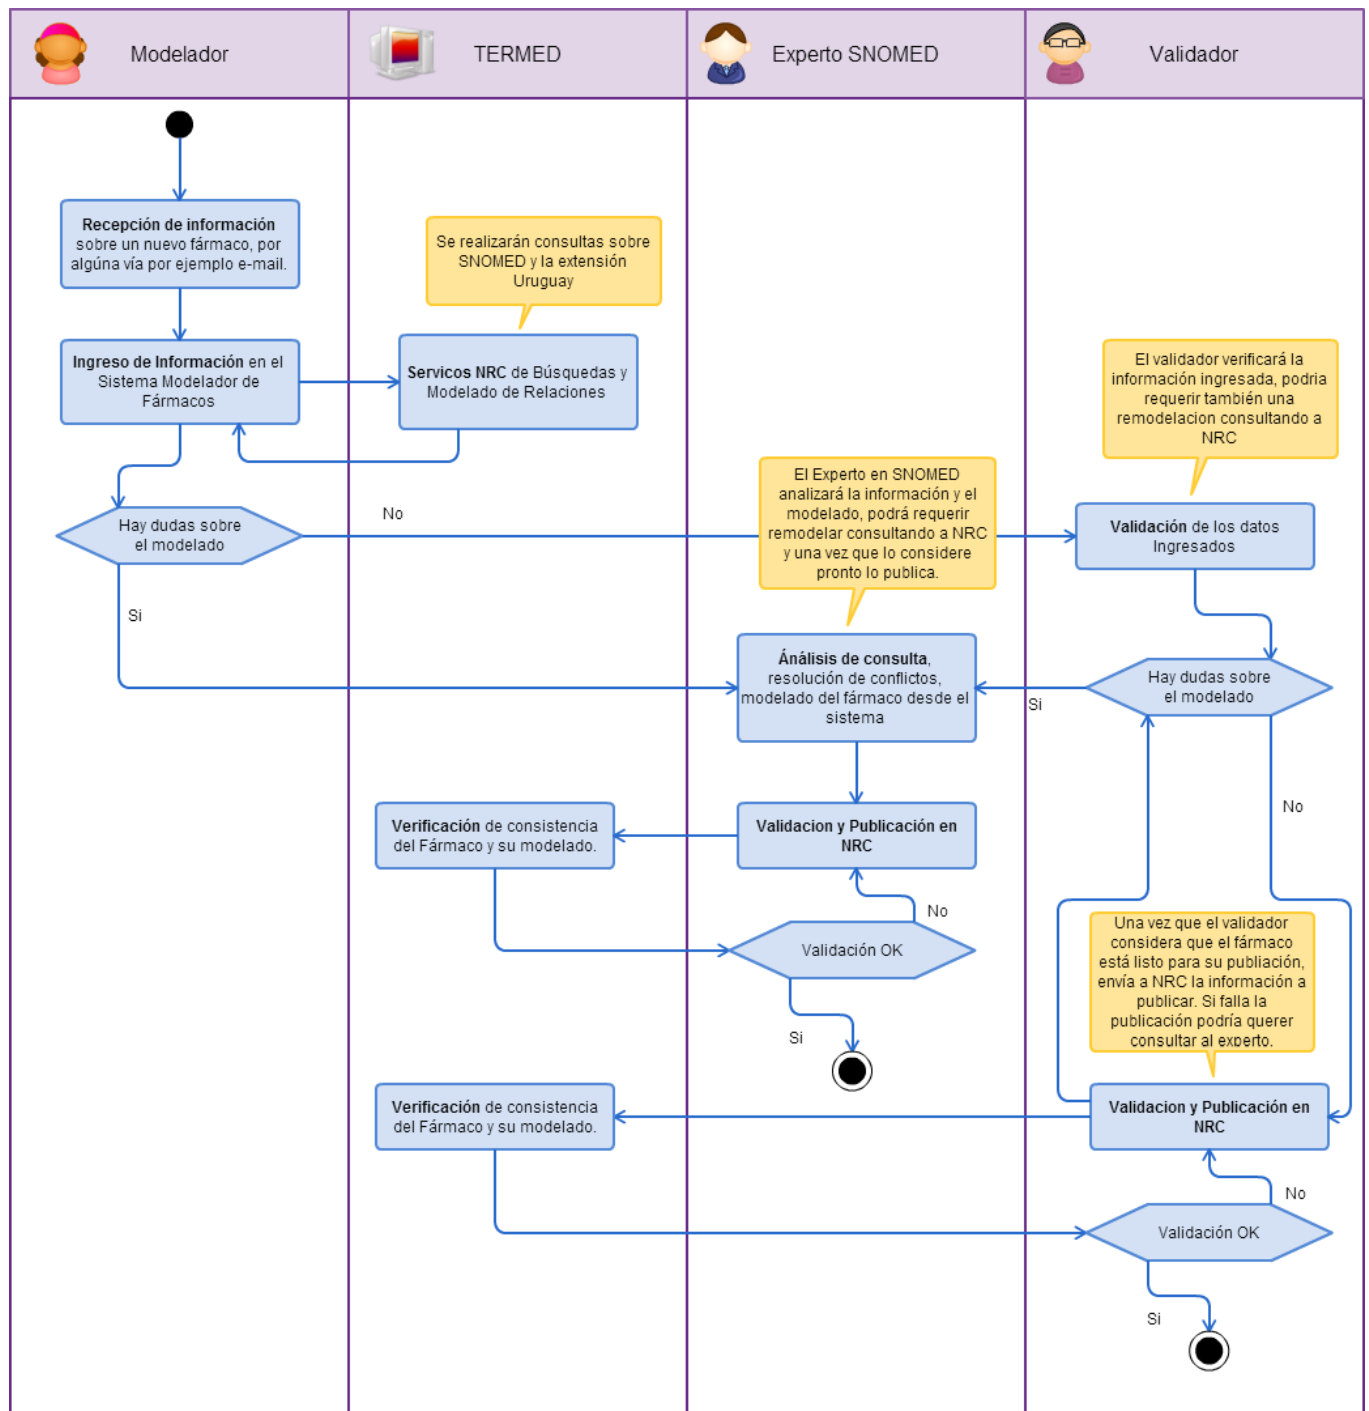 Modelador
TERMED
Experto SNOMED
Validador
Recepción de información
sobre un nuevo fármaco, por
algúna vía por ejemplo e-mail.
Se realizarán consultas sobre
SNOMED y la extensión
Uruguay
Ingreso de Información en el
Sistema Modelador de
Fármacos
Servicos NRC de Búsquedas y
Modelado de Relaciones
El validador verificará la
información ingresada, podria
requerir también una
remodelacion consultando a
NRC
El Experto en SNOMED
analizará la información y el
modelado, podrá requerir
remodelar consultando a NRC
y una vez que lo considere
pronto lo publica.
Hay dudas sobre
el modelado
No
Si
Validación de los datos
Ingresados
Ánálisis de consulta,
resolución de conflictos,
modelado del fármaco desde el
sistema
Hay dudas sobre
el modelado
Si
No
Verificación de consistencia
del Fármaco y su modelado.
Validacion y Publicación en
NRC
No
Validación OK
Si
Una vez que el validador
considera que el fármaco
está listo para su publiación,
envía a NRC la información a
publicar. Si falla la
publicación podría querer
consultar al experto.
Verificación de consistencia
del Fármaco y su modelado.
Validacion y Publicación en
NRC
No
Validación OK
Si